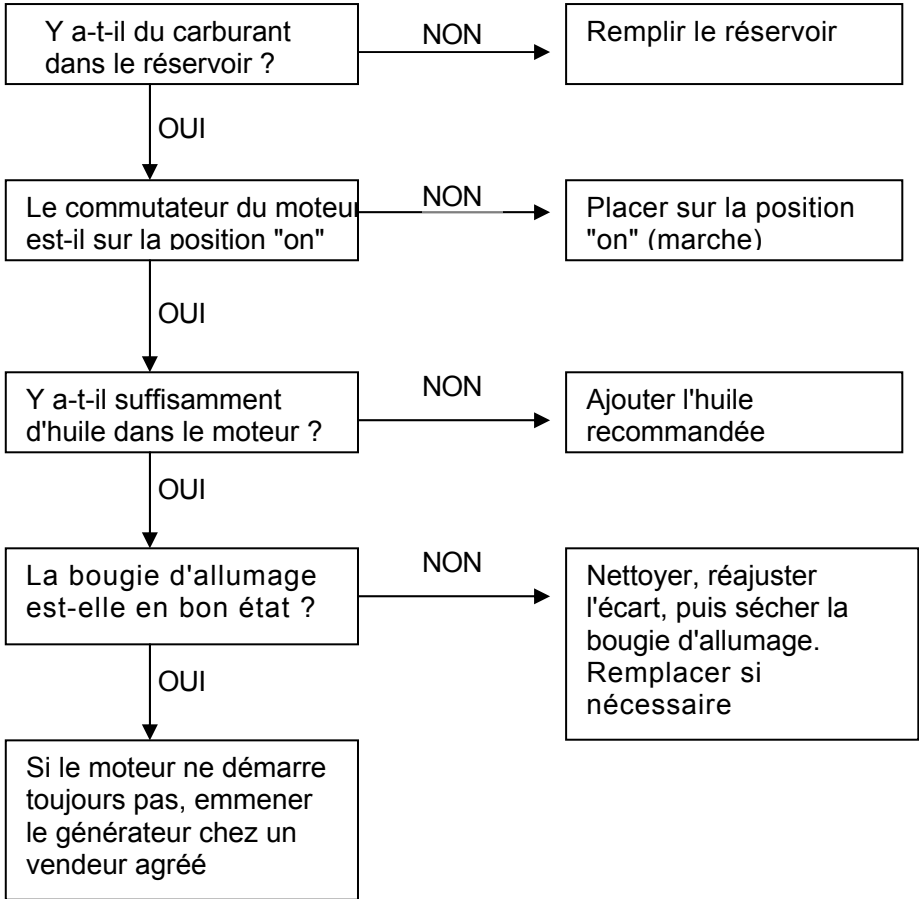 Y a-t-il du carburant
dans le réservoir ?
NON
Remplir le réservoir
OUI
Le commutateur du moteur
est-il sur la position "on"
NON
Placer sur la position
"on" (marche)
OUI
Y a-t-il suffisamment
d'huile dans le moteur ?
NON
Ajouter l'huile
recommandée
OUI
La bougie d'allumage
est-elle en bon état ?
NON
Nettoyer, réajuster
l'écart, puis sécher la
bougie d'allumage.
Remplacer si
nécessaire
OUI
Si le moteur ne démarre
toujours pas, emmener
le générateur chez un
vendeur agréé